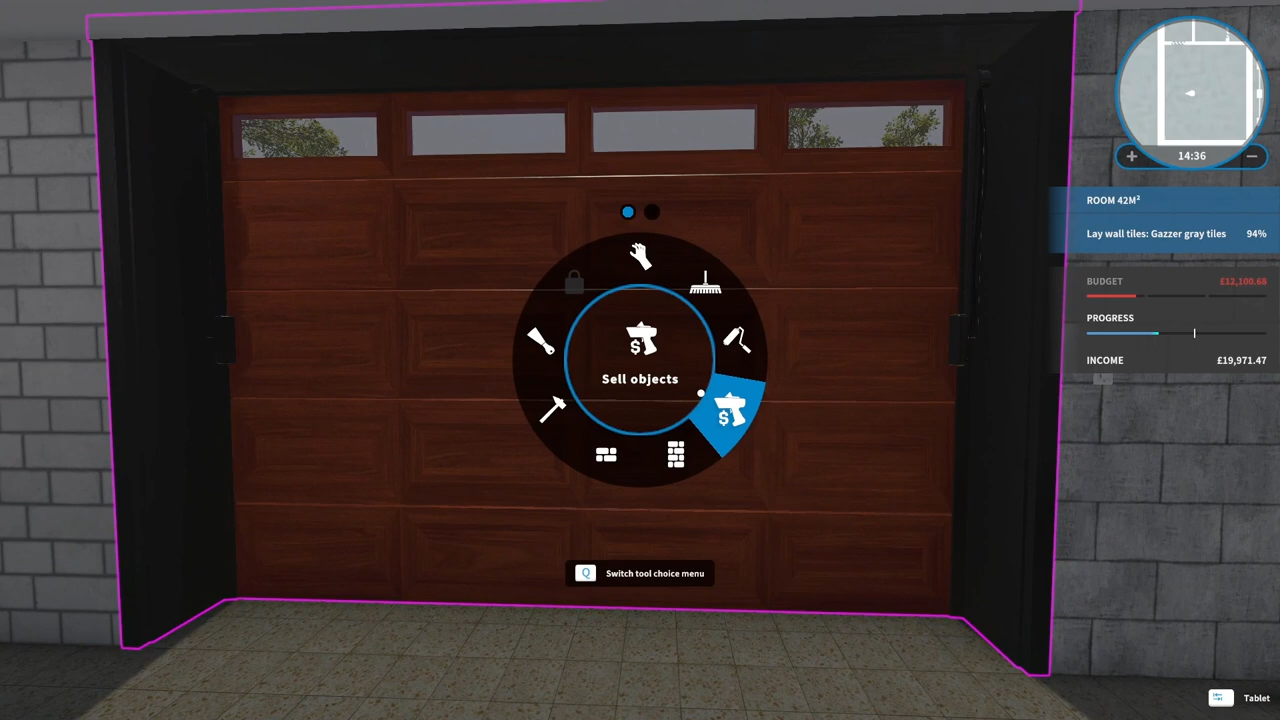 14:36
ROOM 42M²
Lay wall tiles: Gazzer gray tiles 94%
BUDGET £12,100.68
PROGRESS
INCOME £19,971.47
$
Sell objects
$
Q Switch tool choice menu
Tablet